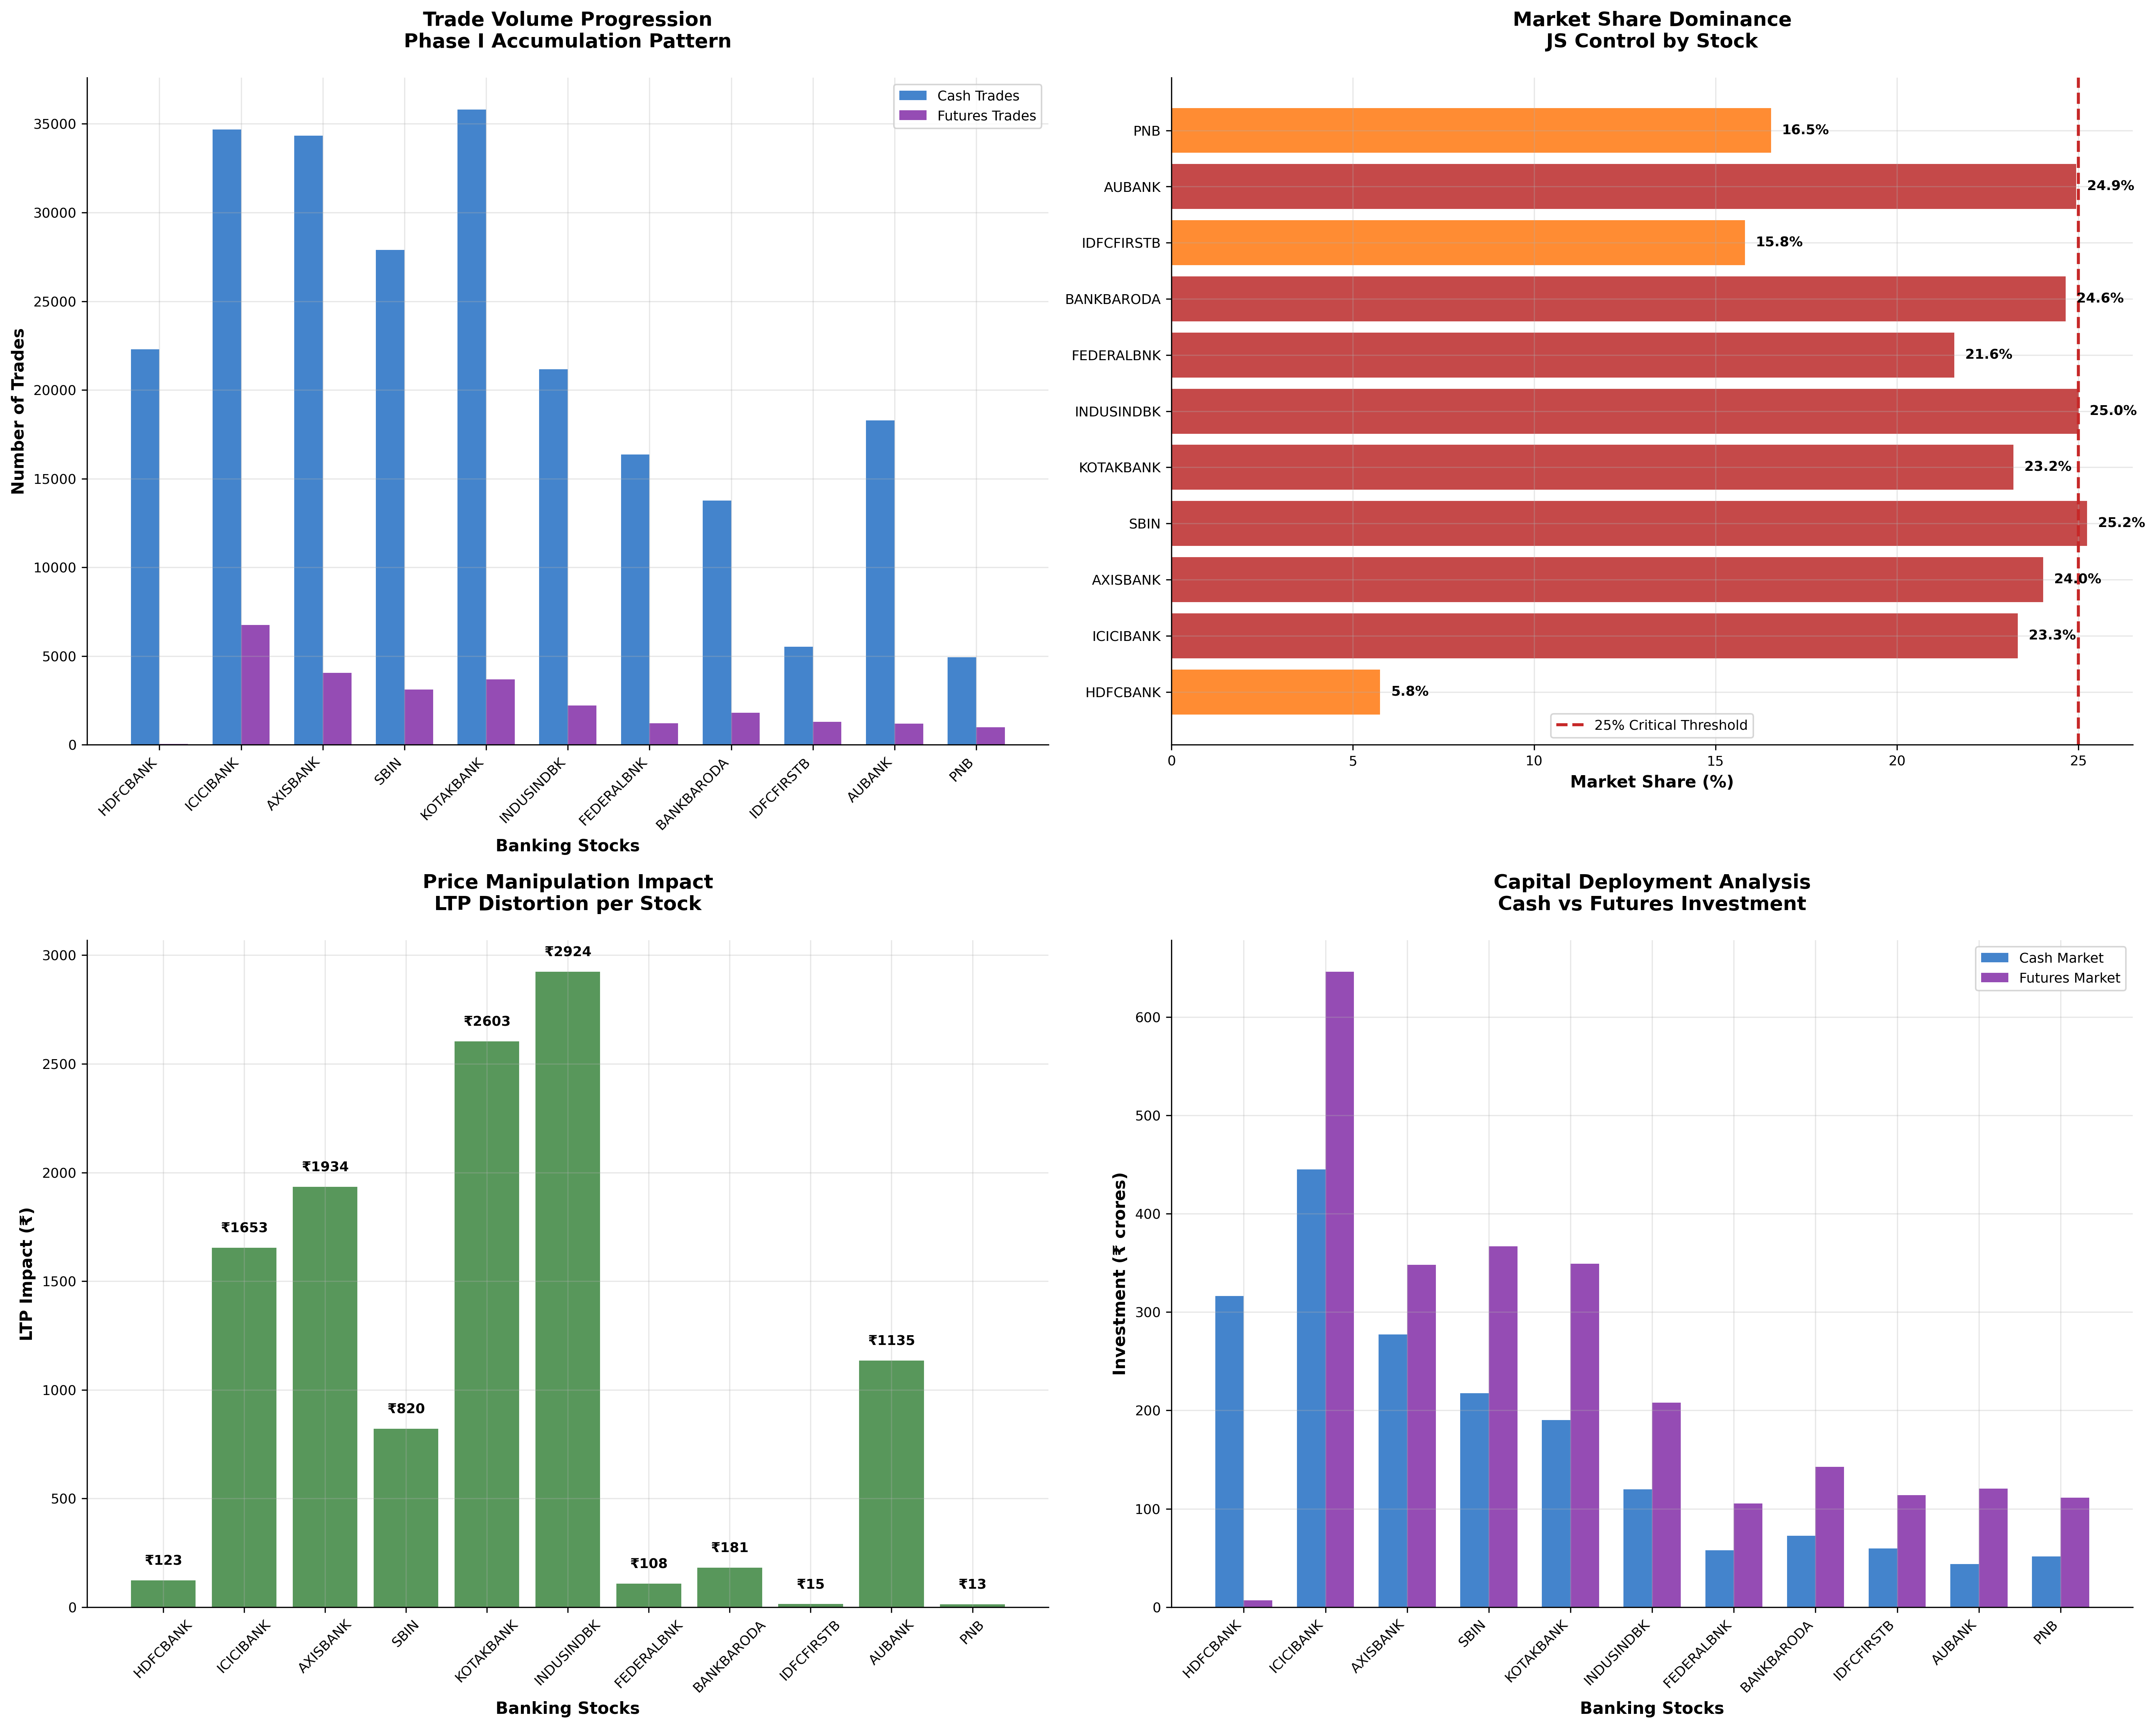 Trade Volume Progression
Phase I Accumulation Pattern
Number of Trades
35000
30000
25000
20000
15000
10000
5000
0
Cash Trades
Futures Trades
HDFCBANK
ICICIBANK
AXISBANK
SBIN
KOTAKBANK
INDUSINDBK
FEDERALBNK
BANKBARODA
IDFCFIRSTB
AUBANK
PNB
Banking Stocks
Market Share Dominance
JS Control by Stock
PNB 16.5%
AUBANK 24.9%
IDFCFIRSTB 15.8%
BANKBARODA 24.6%
FEDERALBNK 21.6%
INDUSINDBK 25.0%
KOTAKBANK 23.2%
SBIN 25.2%
AXISBANK 24.0%
ICICIBANK 23.3%
HDFCBANK 5.8%
25% Critical Threshold
0 5 10 15 20 25
Market Share (%)
Price Manipulation Impact
LTP Distortion per Stock
LTP Impact (₹)
3000
2500
2000
1500
1000
500
0
₹123
₹1653
₹1934
₹820
₹2603
₹2924
₹108
₹181
₹15
₹1135
₹13
HDFCBANK
ICICIBANK
AXISBANK
SBIN
KOTAKBANK
INDUSINDBK
FEDERALBNK
BANKBARODA
IDFCFIRSTB
AUBANK
PNB
Banking Stocks
Capital Deployment Analysis
Cash vs Futures Investment
Investment (₹ crores)
600
500
400
300
200
100
0
Cash Market
Futures Market
HDFCBANK
ICICIBANK
AXISBANK
SBIN
KOTAKBANK
INDUSINDBK
FEDERALBNK
BANKBARODA
IDFCFIRSTB
AUBANK
PNB
Banking Stocks